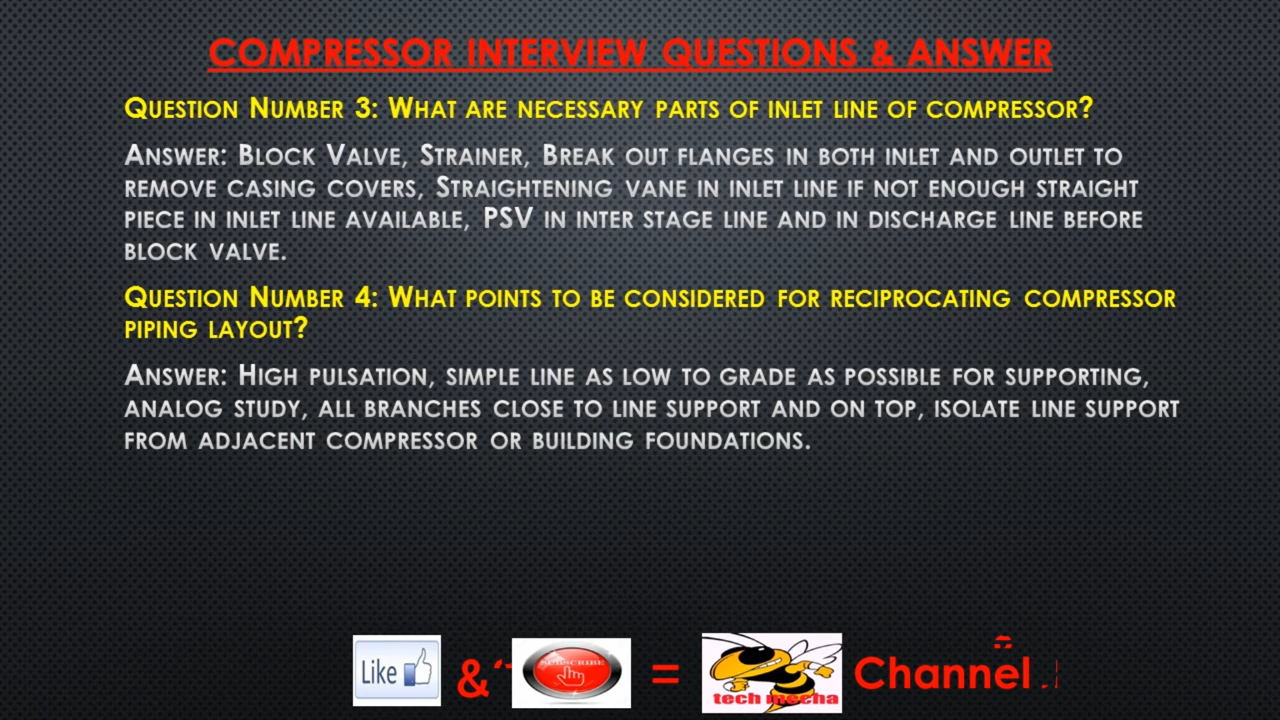 COMPRESSOR INTERVIEW QUESTIONS & ANSWER
QUESTION NUMBER 3: WHAT ARE NECESSARY PARTS OF INLET LINE OF COMPRESSOR?
ANSWER: BLOCK VALVE, STRAINER, BREAK OUT FLANGES IN BOTH INLET AND OUTLET TO
REMOVE CASING COVERS, STRAIGHTENING VANE IN INLET LINE IF NOT ENOUGH STRAIGHT
PIECE IN INLET LINE AVAILABLE, PSV IN INTER STAGE LINE AND IN DISCHARGE LINE BEFORE
BLOCK VALVE.
QUESTION NUMBER 4: WHAT POINTS TO BE CONSIDERED FOR RECIPROCATING COMPRESSOR
PIPING LAYOUT?
ANSWER: HIGH PULSATION, SIMPLE LINE AS LOW TO GRADE AS POSSIBLE FOR SUPPORTING,
ANALOG STUDY, ALL BRANCHES CLOSE TO LINE SUPPORT AND ON TOP, ISOLATE LINE SUPPORT
FROM ADJACENT COMPRESSOR OR BUILDING FOUNDATIONS.
Like & SUBSCRIBE = tech mecha Channel